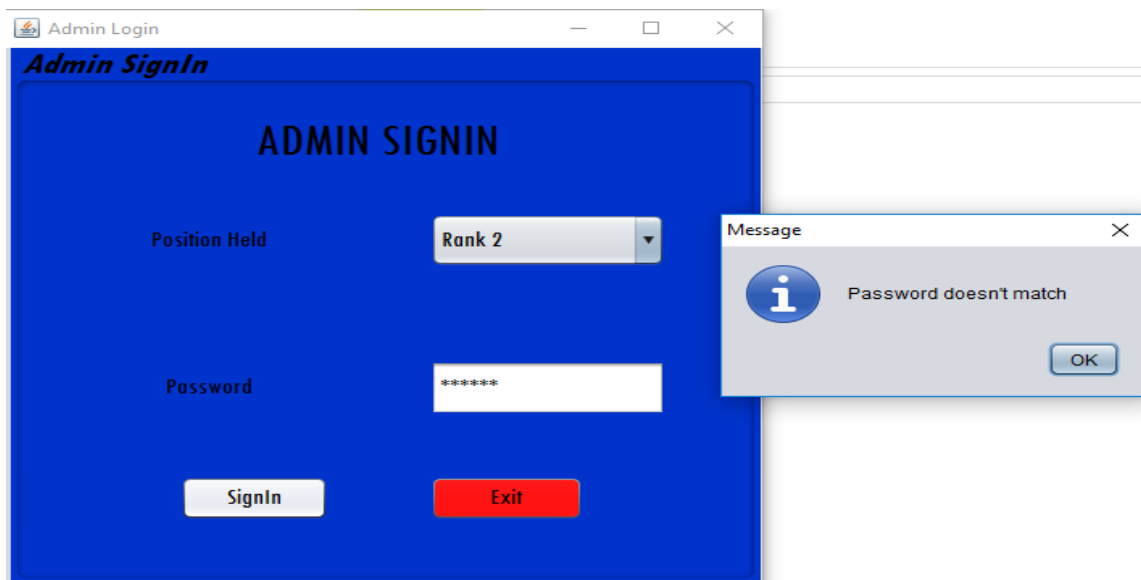 Admin Login
Admin SignIn
ADMIN SIGNIN
Position Held
Rank 2
Message
Password doesn't match
OK
Password
******
SignIn
Exit